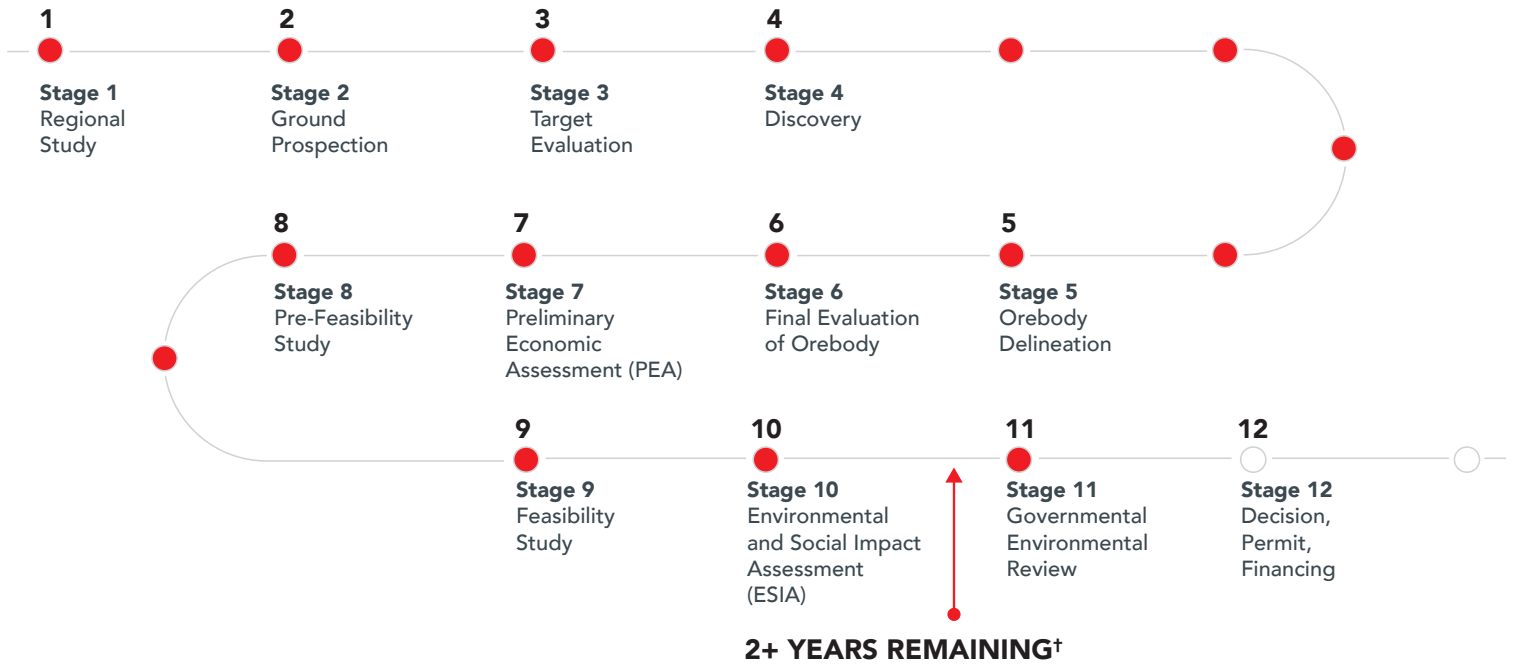 1
2
3
4
Stage 1
Regional
Study
Stage 2
Ground
Prospection
Stage 3
Target
Evaluation
Stage 4
Discovery
8
7
6
5
Stage 8
Pre-Feasibility
Study
Stage 7
Preliminary
Economic
Assessment (PEA)
Stage 6
Final Evaluation
of Orebody
Stage 5
Orebody
Delineation
9
10
11
12
Stage 9
Feasibility
Study
Stage 10
Environmental
and Social Impact
Assessment
(ESIA)
Stage 11
Governmental
Environmental
Review
Stage 12
Decision,
Permit,
Financing
2+ YEARS REMAINING†